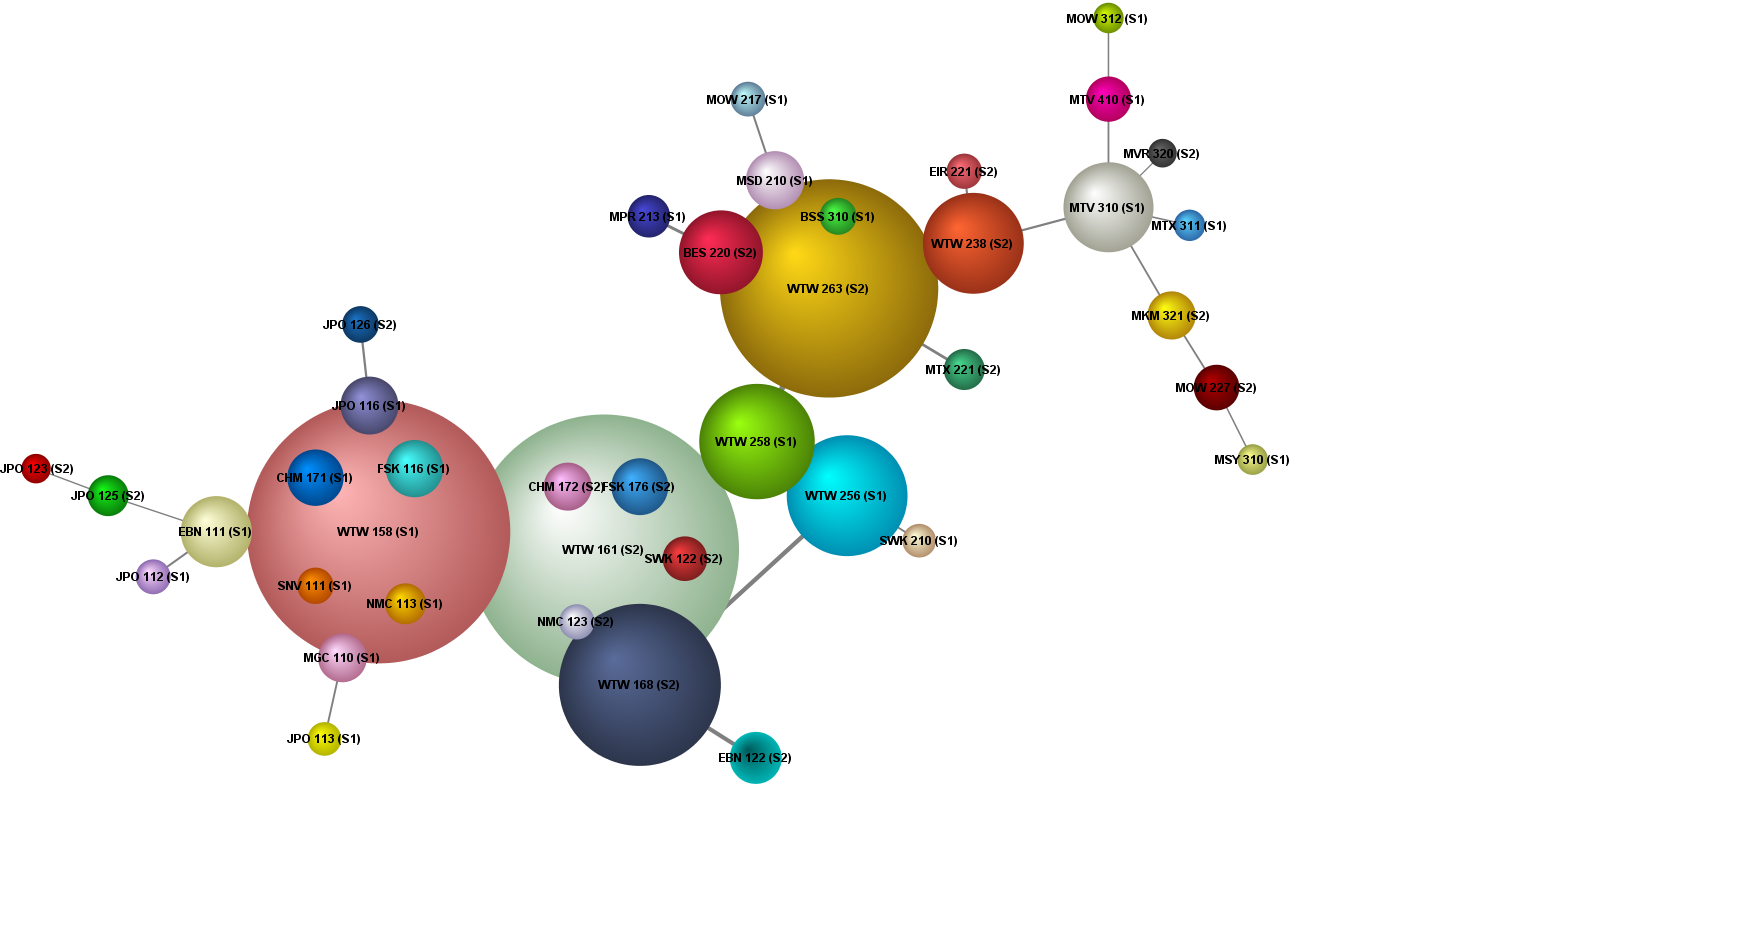 MOW 312 (S1)
MOW 217 (S1)
MTV 410 (S1)
MVR 320 (S2)
EIR 221 (S2)
MSD 210 (S1)
MTV 310 (S1)
MPR 213 (S1)
BSS 310 (S1)
MTX 311 (S1)
WTW 238 (S2)
BES 220 (S2)
WTW 263 (S2)
MKM 321 (S2)
JPO 126 (S2)
MTX 221 (S2)
MOW 227 (S2)
JPO 116 (S1)
WTW 258 (S1)
MSY 310 (S1)
JPO 123 (S2)
FSK 116 (S1)
CHM 171 (S1)
CHM 172 (S2)
FSK 176 (S2)
JPO 125 (S2)
WTW 256 (S1)
EBN 111 (S1)
WTW 158 (S1)
SWK 210 (S1)
WTW 161 (S2)
SWK 122 (S2)
JPO 112 (S1)
SNV 111 (S1)
NMC 113 (S1)
NMC 123 (S2)
MGC 110 (S1)
WTW 168 (S2)
JPO 113 (S1)
EBN 122 (S2)